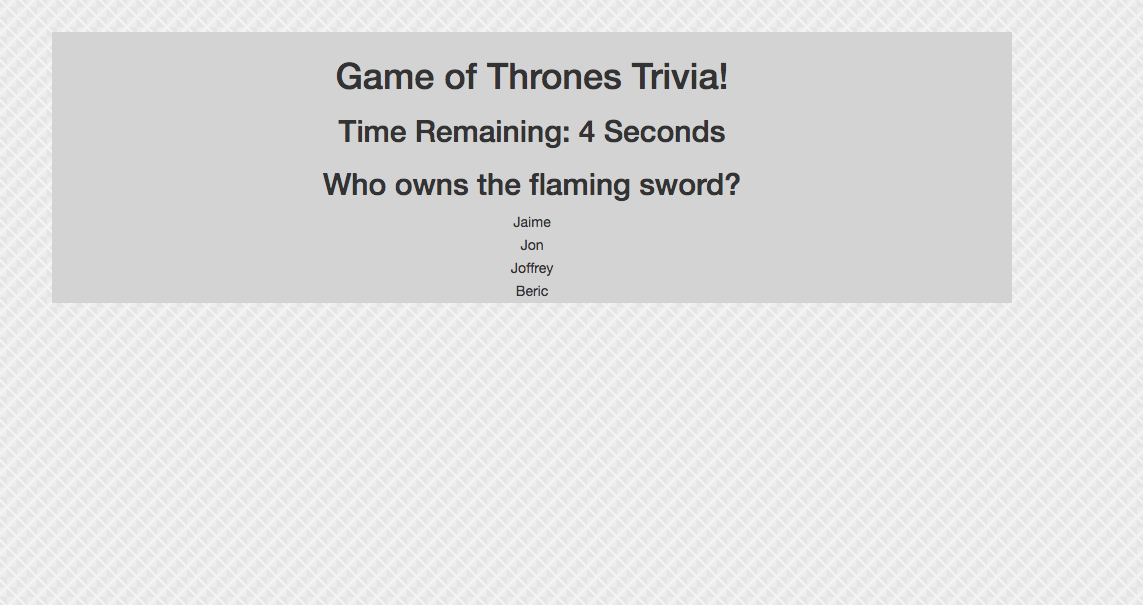 Game of Thrones Trivia!
Time Remaining: 4 Seconds
Who owns the flaming sword?
Jaime
Jon
Joffrey
Beric